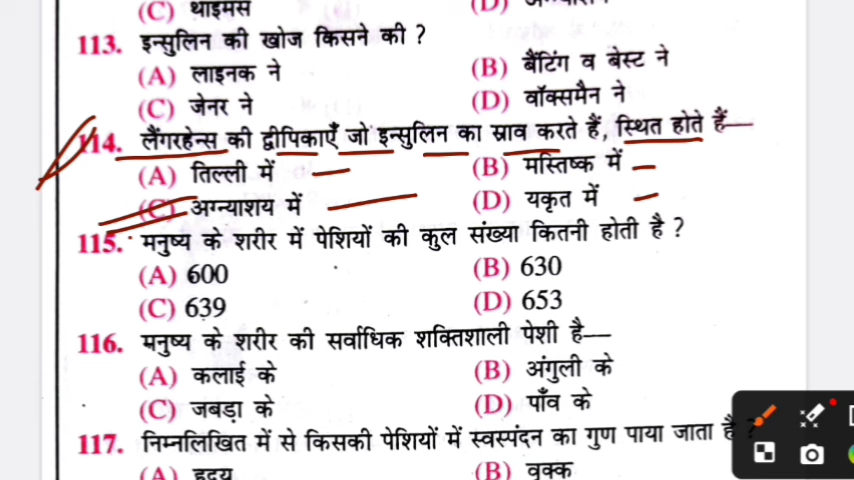 (C) थाइमस
113. इन्सुलिन की खोज किसने की ?
(A) लाइनक ने (B) बैंटिंग व बेस्ट ने
(C) जेनर ने (D) वॉक्समैन ने
114. लैंगरहेन्स की द्वीपिकाएँ जो इन्सुलिन का स्राव करते हैं, स्थित होते हैं—
(A) तिल्ली में (B) मस्तिष्क में
(C) अग्न्याशय में (D) यकृत में
115. मनुष्य के शरीर में पेशियों की कुल संख्या कितनी होती है ?
(A) 600 (B) 630
(C) 639 (D) 653
116. मनुष्य के शरीर की सर्वाधिक शक्तिशाली पेशी है—
(A) कलाई के (B) अंगुली के
(C) जबड़ा के (D) पाँव के
117. निम्नलिखित में से किसकी पेशियों में स्वस्पंदन का गुण पाया जाता है ?
(A) हृदय (B) वृक्क